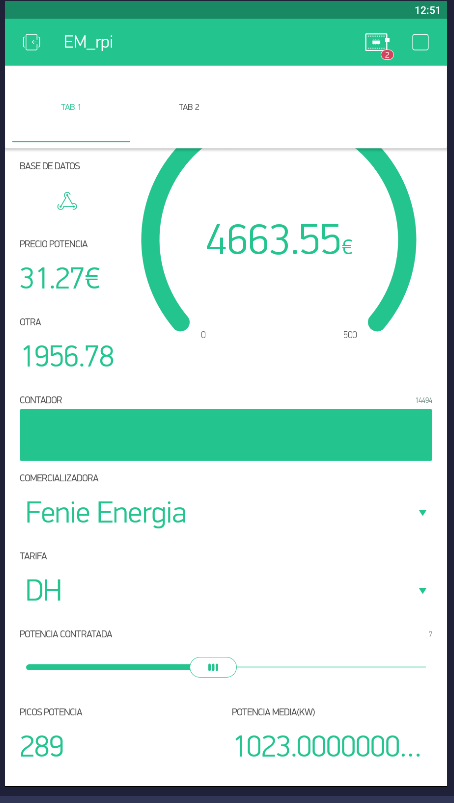 12:51
EM_rpi
2
TAB 1
TAB 2
BASE DE DATOS
4663.55€
PRECIO POTENCIA
31.27€
OTRA
0
500
1956.78
CONTADOR
14494
COMERCIALIZADORA
Fenie Energia
TARIFA
DH
POTENCIA CONTRATADA
7
PICOS POTENCIA
POTENCIA MEDIA(KW)
289
1023.0000000...